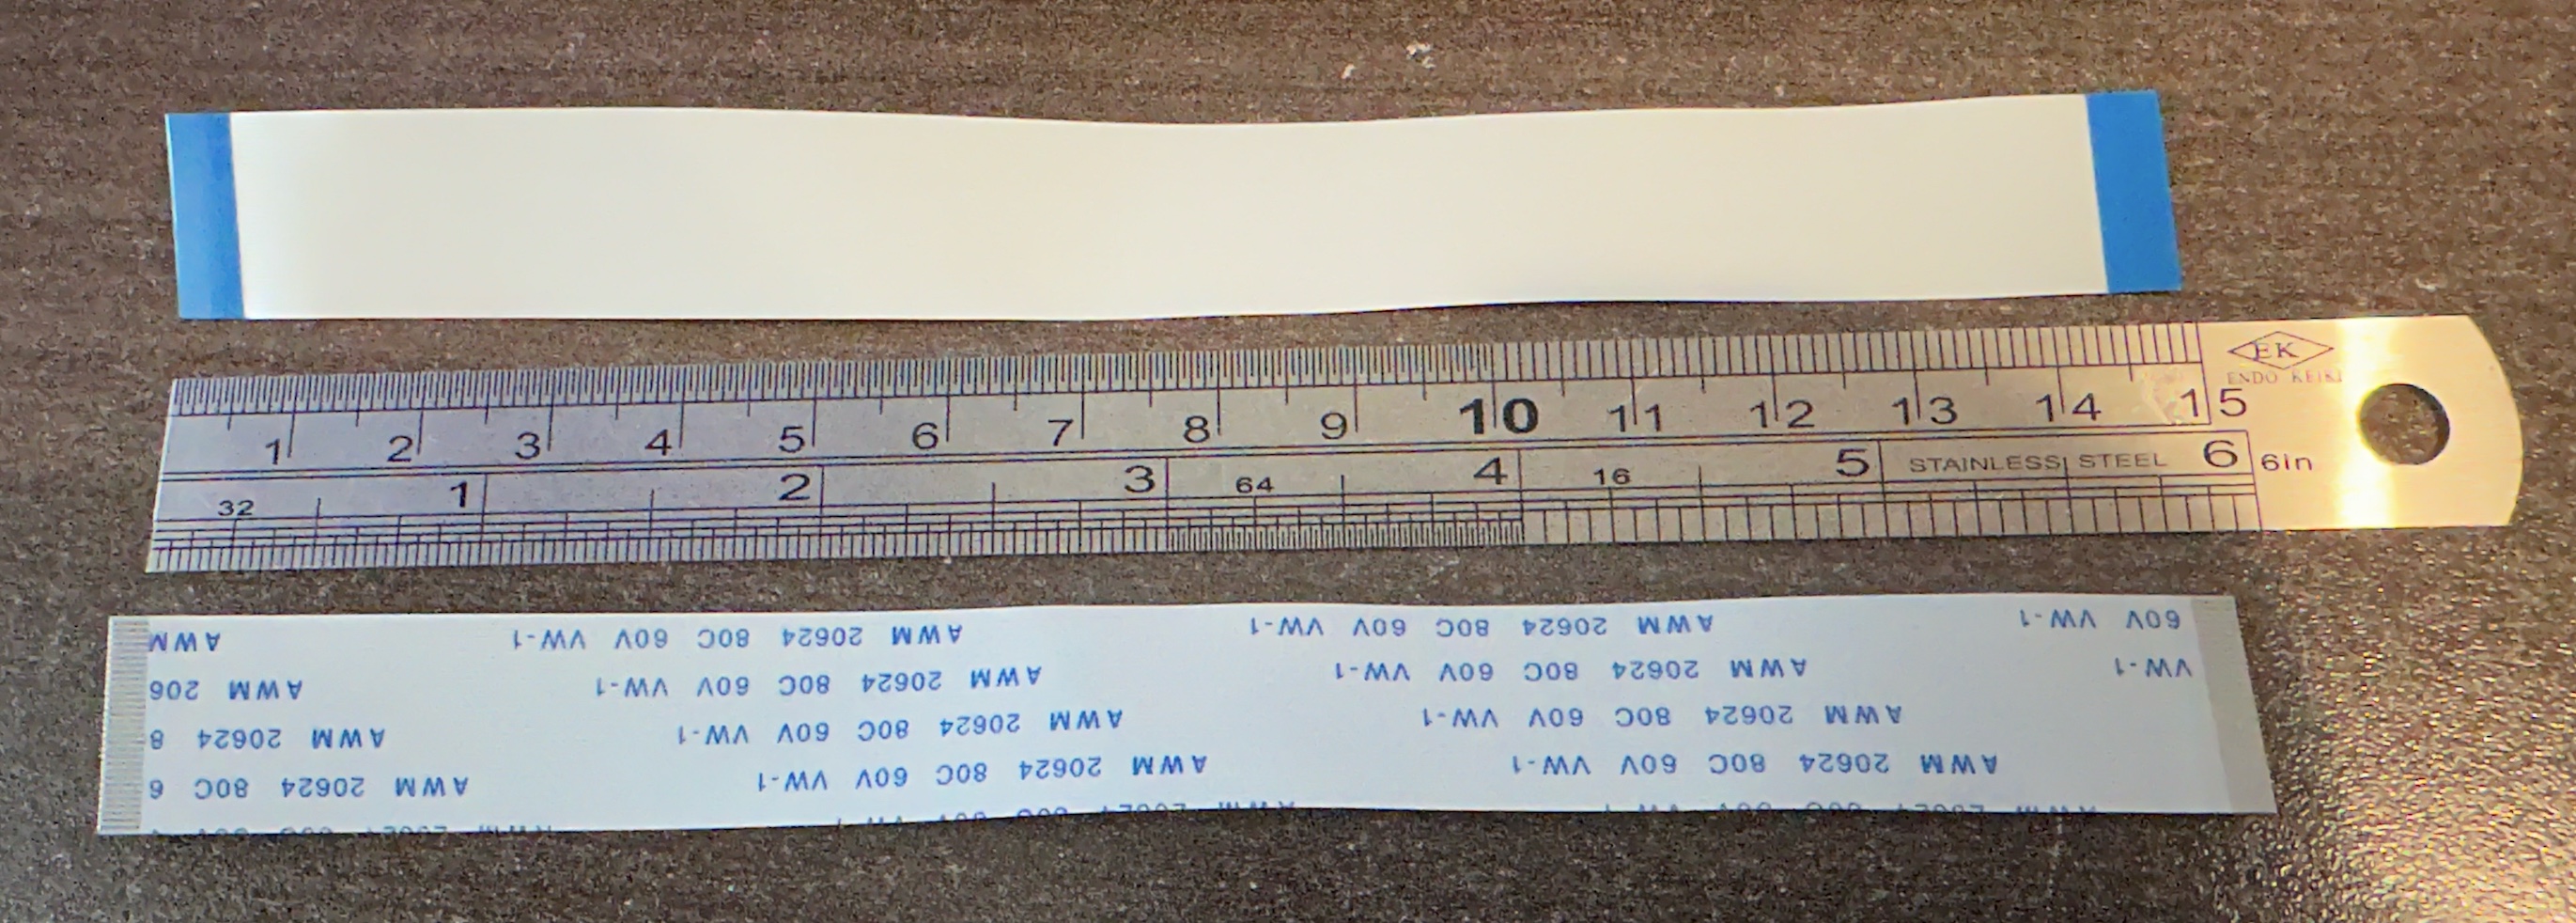 EK
ENDO KEIKI
1 2 3 4 5 6 7 8 9 10 11 12 13 14 15
1 2 3 4 5 STAINLESS STEEL 6 6in
32 64 16
AWM AWM 20624 80C 60V VW-1 AWM 20624 80C 60V VW-1 60V VW-1
AWM 206 AWM 20624 80C 60V VW-1 AWM 20624 80C 60V VW-1 VW-1
AWM 20624 8 AWM 20624 80C 60V VW-1 AWM 20624 80C 60V VW-1
AWM 20624 80C 6 AWM 20624 80C 60V VW-1 AWM 20624 80C 60V VW-1